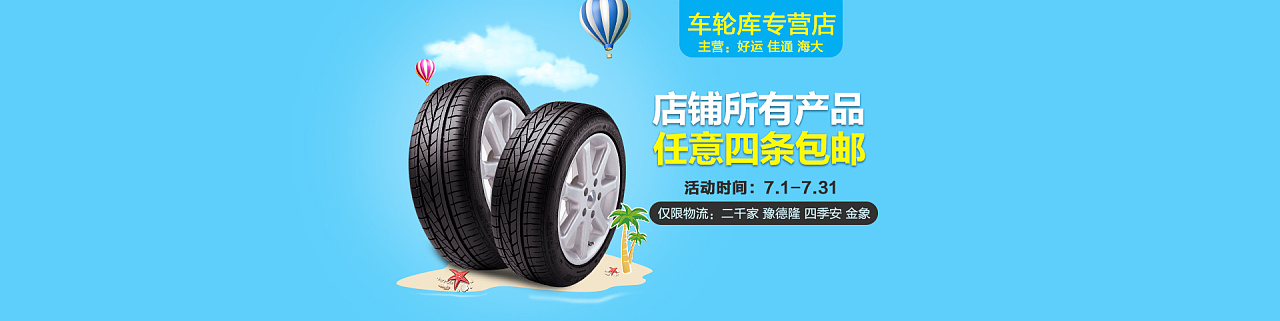 车轮库专营店
主营：好运 佳通 海大
店铺所有产品
任意四条包邮
活动时间：7.1-7.31
仅限物流：二千家 豫德隆 四季安 金象